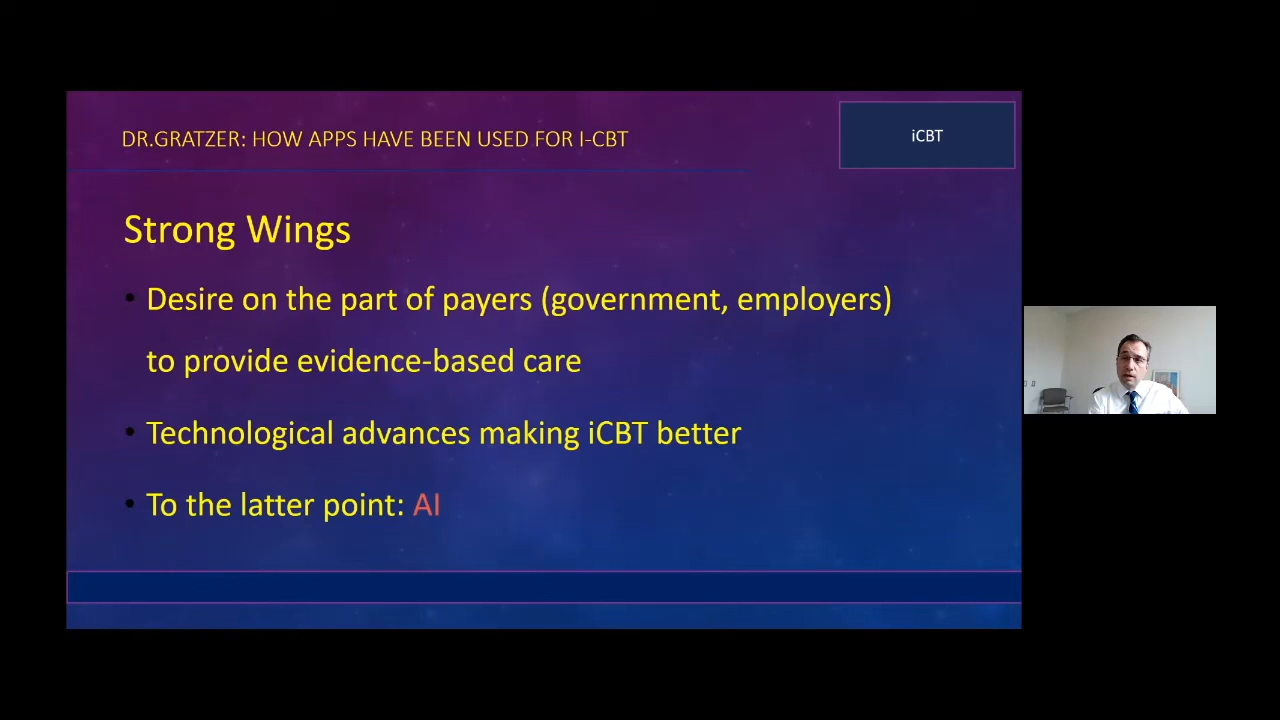 DR.GRATZER: HOW APPS HAVE BEEN USED FOR I-CBT
iCBT
Strong Wings
• Desire on the part of payers (government, employers)
to provide evidence-based care
• Technological advances making iCBT better
• To the latter point: AI